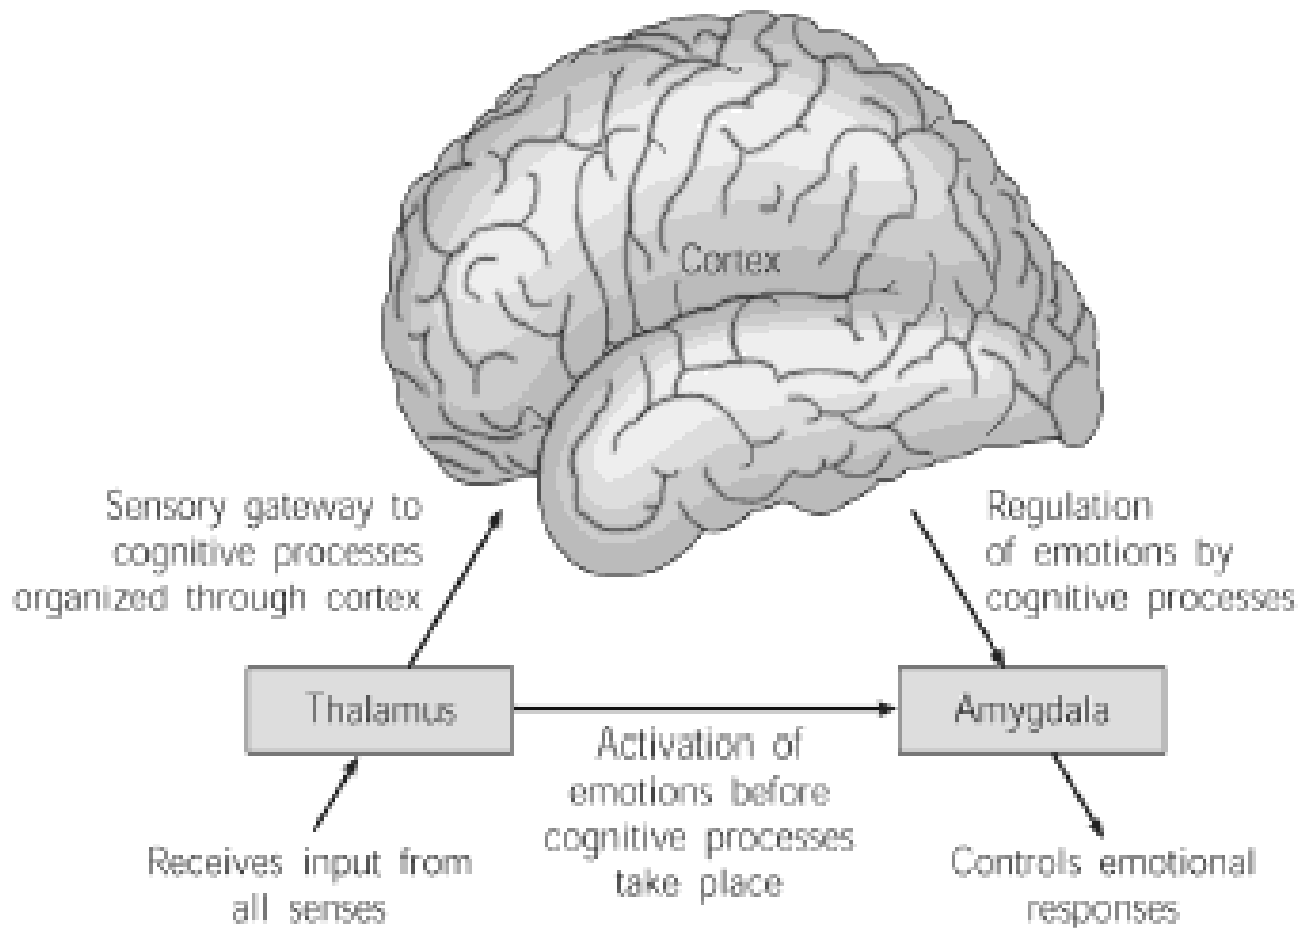 Cortex
Sensory gateway to
cognitive processes
organized through cortex
Regulation
of emotions by
cognitive processes
Thalamus
Amygdala
Activation of
emotions before
cognitive processes
take place
Receives input from
all senses
Controls emotional
responses